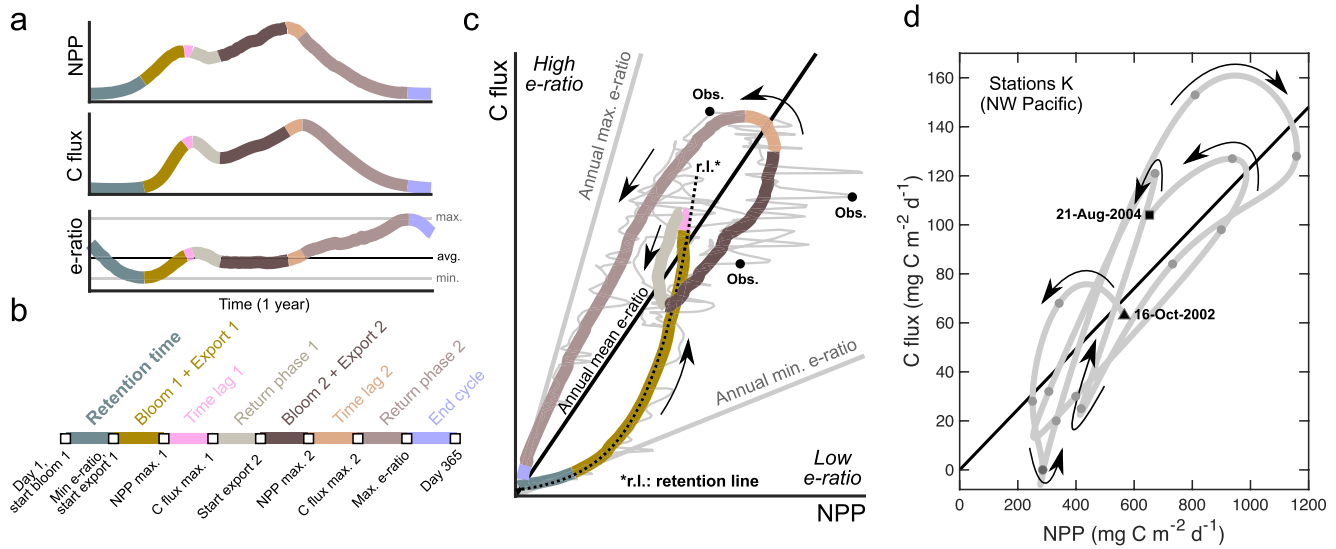 a
NPP
C flux
e-ratio
max.
avg.
min.
Time (1 year)
b
Retention time
Bloom 1 + Export 1
Time lag 1
Return phase 1
Bloom 2 + Export 2
Time lag 2
Return phase 2
End cycle
Day 1,
start bloom 1
Min e-ratio,
start export 1
NPP max. 1
C flux max. 1
Start export 2
NPP max. 2
C flux max. 2
Max. e-ratio
Day 365
c
C flux
High
e-ratio
Annual max. e-ratio
Obs.
r.l.*
Obs.
Obs.
Annual mean e-ratio
Annual min. e-ratio
Low
e-ratio
*r.l.: retention line
NPP
d
Stations K
(NW Pacific)
C flux (mg C m⁻² d⁻¹)
160
140
120
100
80
60
40
20
0
21-Aug-2004
16-Oct-2002
0 200 400 600 800 1000 1200
NPP (mg C m⁻² d⁻¹)